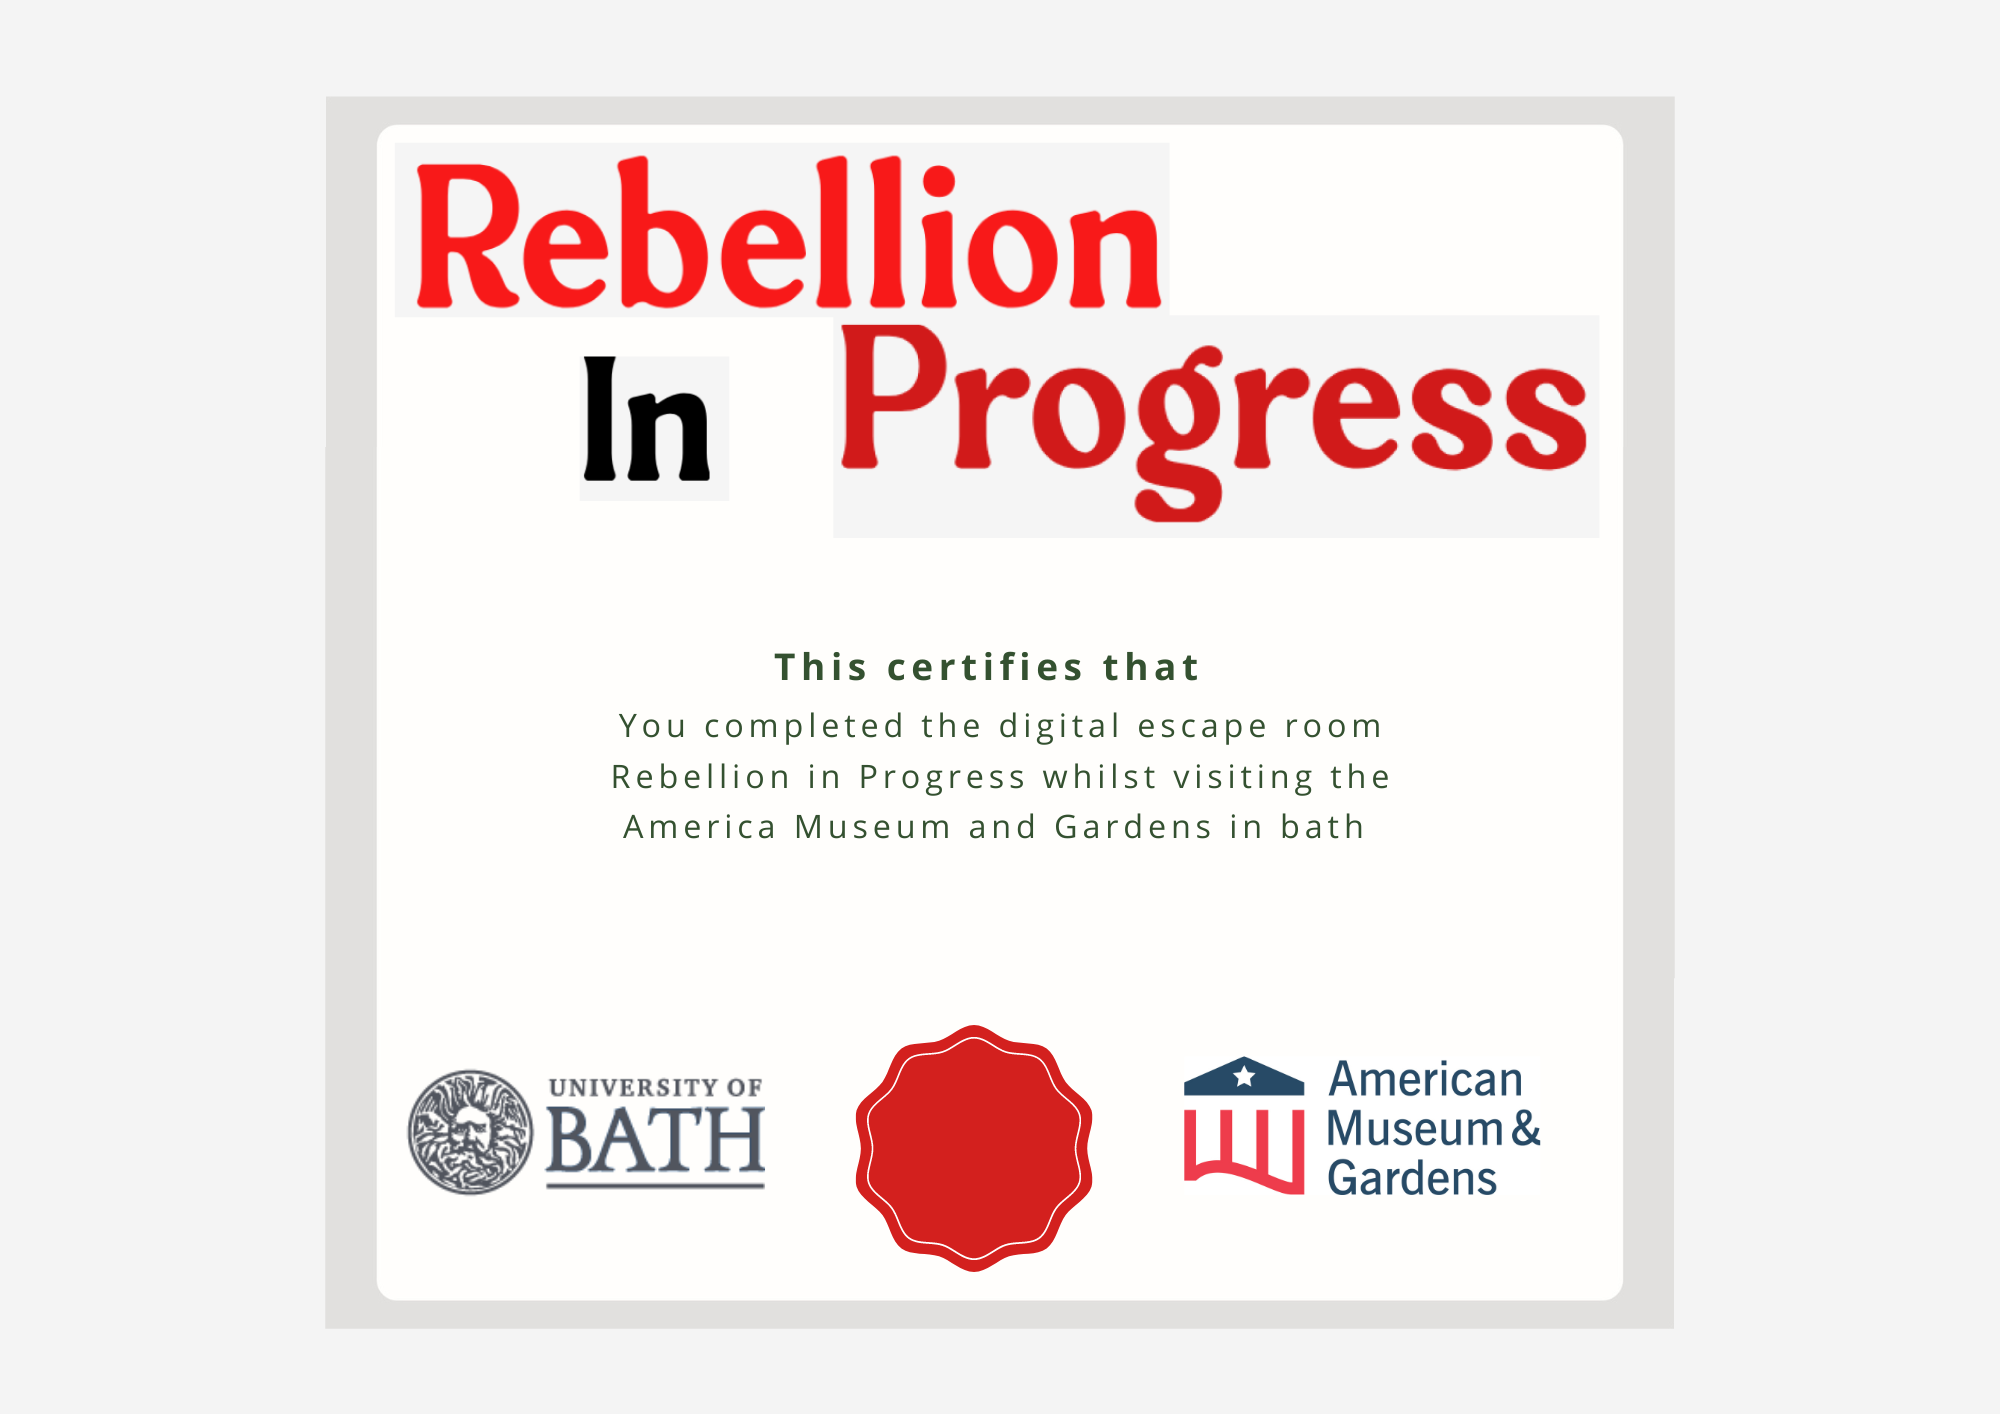 Rebellion
In Progress
This certifies that
You completed the digital escape room
Rebellion in Progress whilst visiting the
America Museum and Gardens in bath
UNIVERSITY OF
BATH
American
Museum &
Gardens